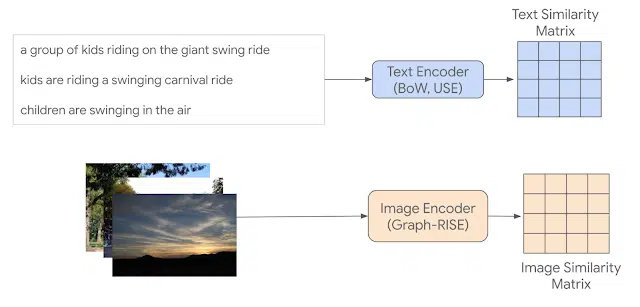 Text Similarity
Matrix
a group of kids riding on the giant swing ride
kids are riding a swinging carnival ride
children are swinging in the air
Text Encoder
(BoW, USE)
Image Encoder
(Graph-RISE)
Image Similarity
Matrix